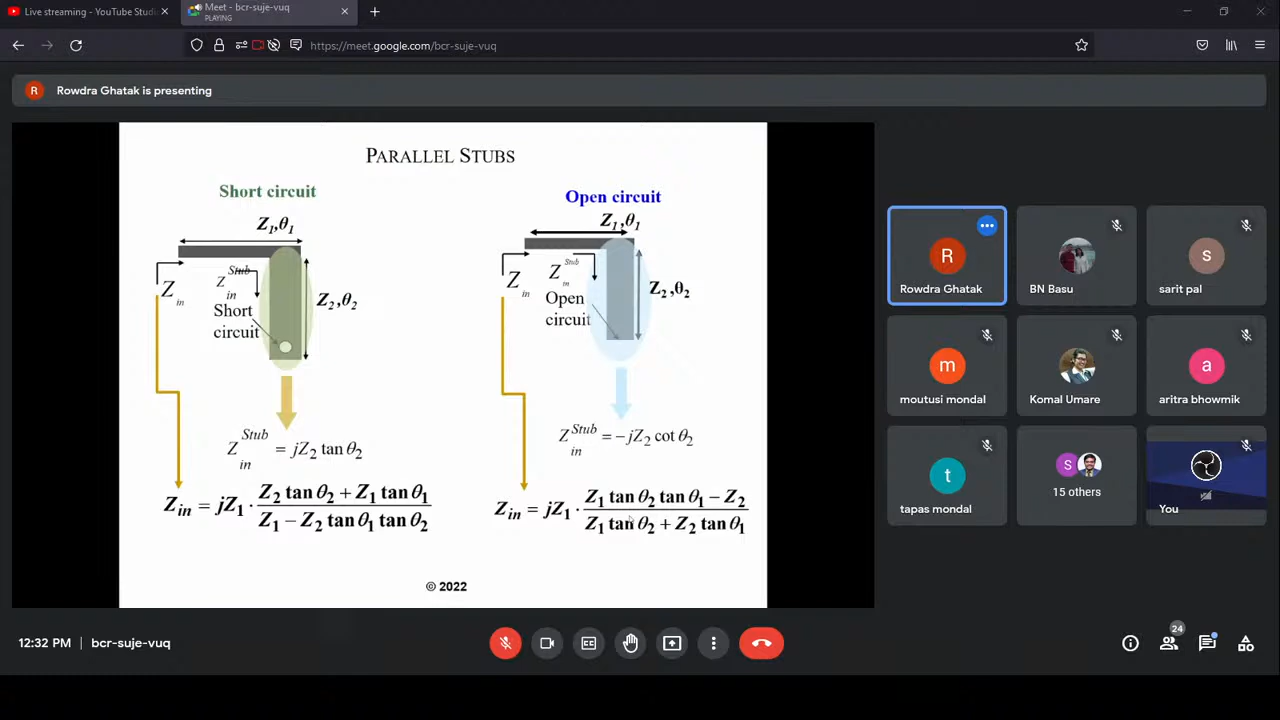 Live streaming - YouTube Stud
Meet - bcr-suje-vuq
PLAYING
https://meet.google.com/bcr-suje-vuq
R Rowdra Ghatak is presenting
PARALLEL STUBS
Short circuit
Z1,θ1
Zin
Zin^Stub
Short
circuit
Z2,θ2
Zin^Stub = jZ2 tan θ2
Zin = jZ1 · (Z2 tan θ2 + Z1 tan θ1) / (Z1 − Z2 tan θ1 tan θ2)
Open circuit
Z1,θ1
Zin
Zin^Stub
Open
circuit
Z2,θ2
Zin^Stub = −jZ2 cot θ2
Zin = jZ1 · (Z1 tan θ2 tan θ1 − Z2) / (Z1 tan θ2 + Z2 tan θ1)
© 2022
R
Rowdra Ghatak
BN Basu
s
sarit pal
m
moutusi mondal
Komal Umare
a
aritra bhowmik
t
tapas mondal
S
15 others
You
12:32 PM | bcr-suje-vuq
24